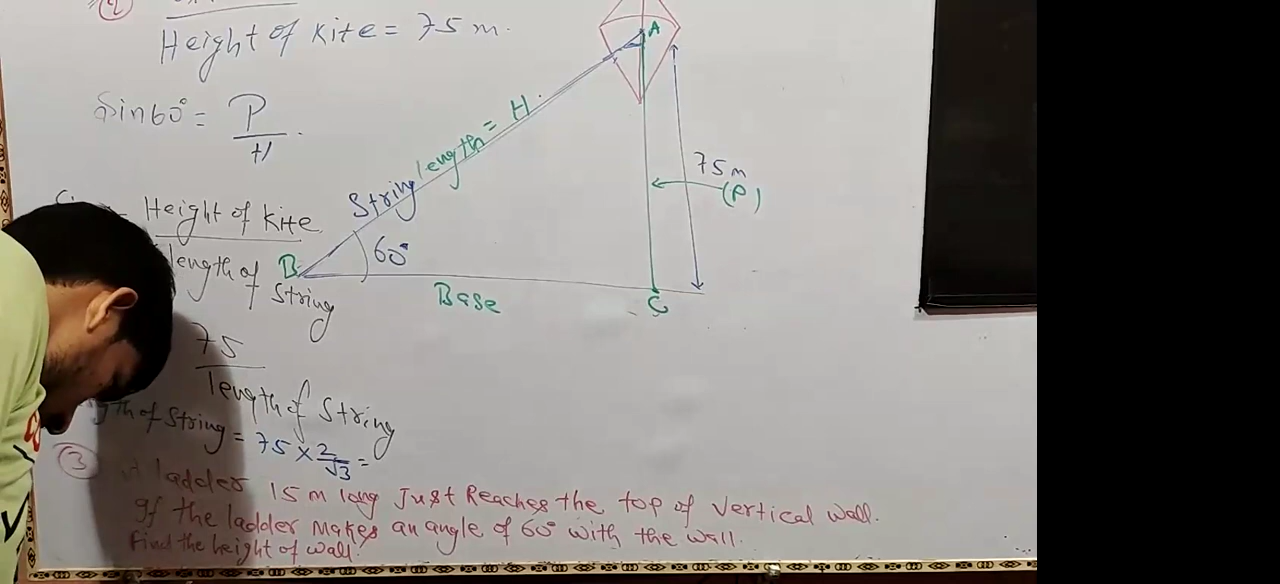 2
Height of Kite = 75 m.
Sin60° = P
H
A
String length = H.
75 m
(P)
Height of Kite
length of
String
B
60°
Base
C
75
length of String
of String = 75 × 2/√3 =
3
ladder 15 m long Just Reaches the top of vertical wall.
If the ladder makes an angle of 60° with the wall.
Find the height of wall.